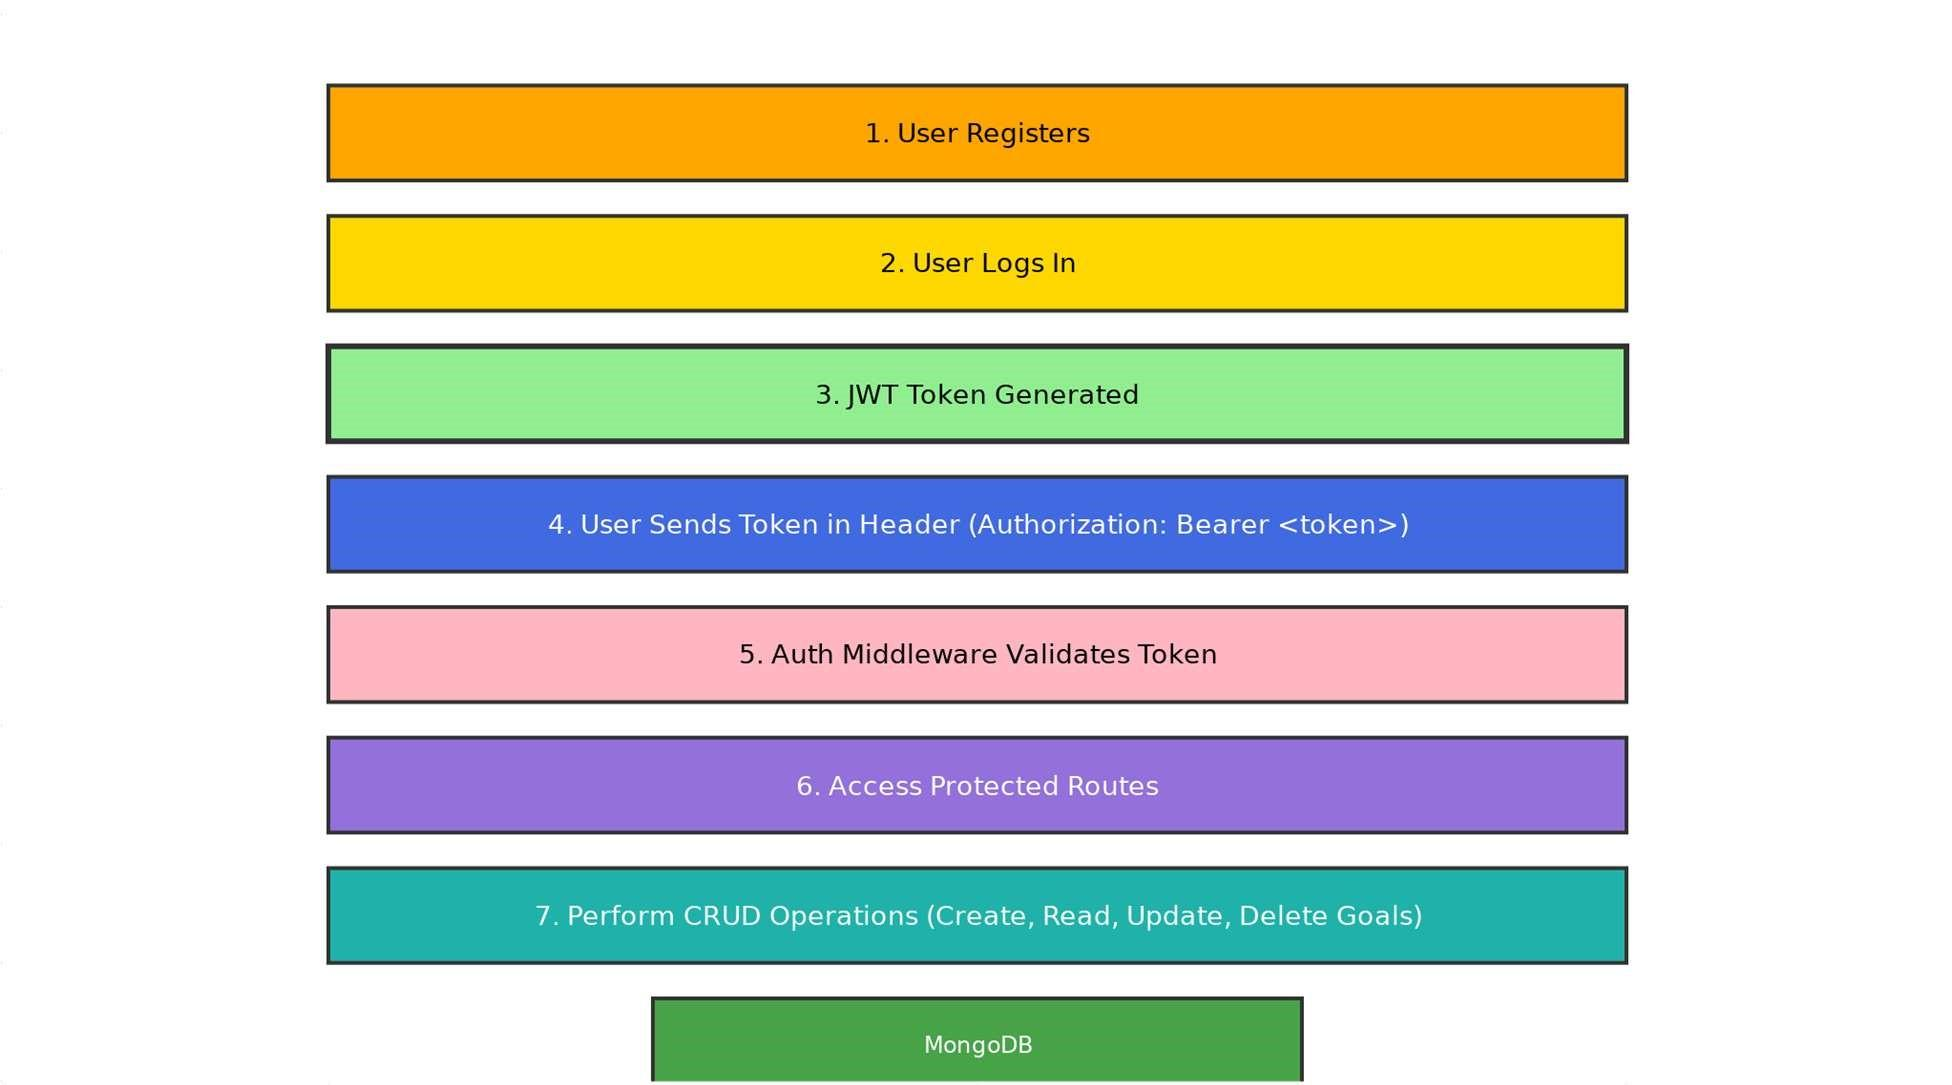 1. User Registers
2. User Logs In
3. JWT Token Generated
4. User Sends Token in Header (Authorization: Bearer <token>)
5. Auth Middleware Validates Token
6. Access Protected Routes
7. Perform CRUD Operations (Create, Read, Update, Delete Goals)
MongoDB